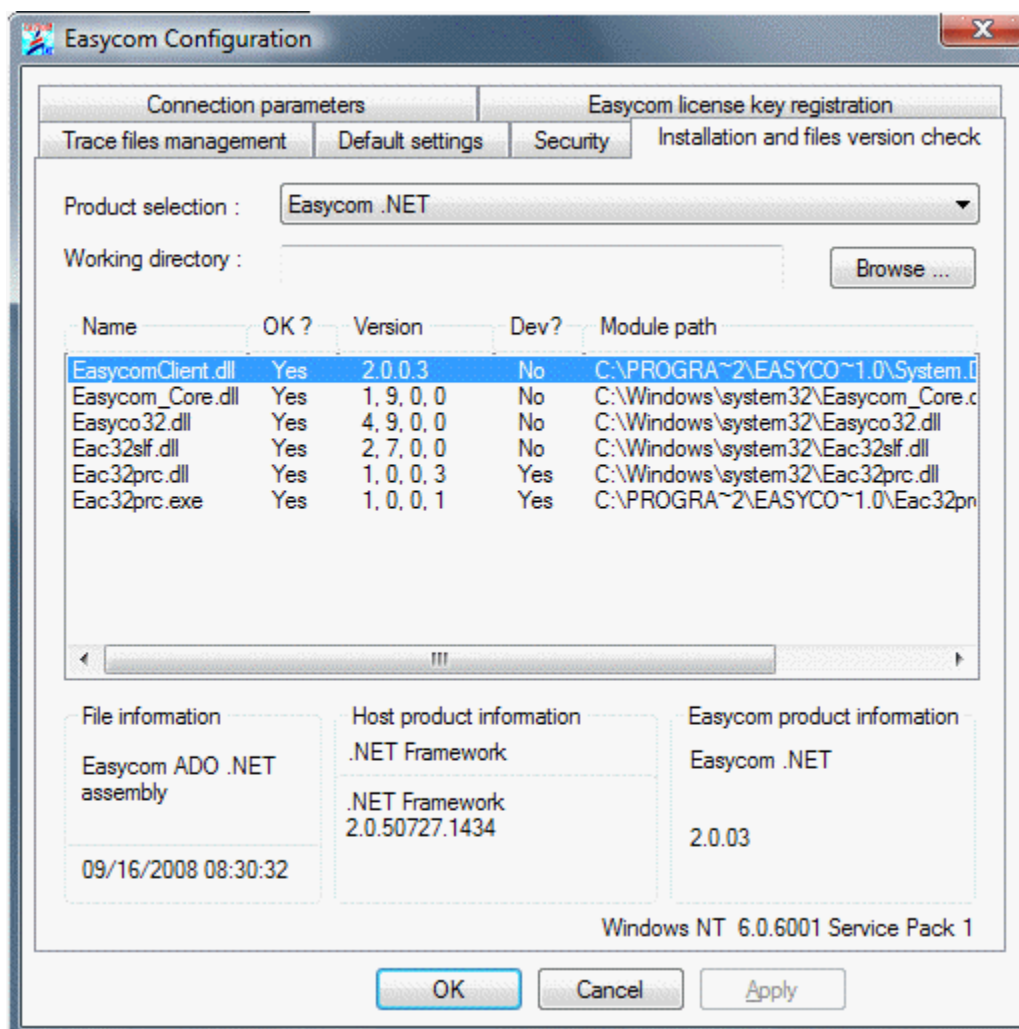 Easycom Configuration
Connection parameters Easycom license key registration
Trace files management Default settings Security Installation and files version check
Product selection : Easycom .NET
Working directory : Browse ...
Name OK ? Version Dev? Module path
EasycomClient.dll Yes 2.0.0.3 No C:\PROGRA~2\EASYCO~1.0\System.D
Easycom_Core.dll Yes 1, 9, 0, 0 No C:\Windows\system32\Easycom_Core.d
Easyco32.dll Yes 4, 9, 0, 0 No C:\Windows\system32\Easyco32.dll
Eac32slf.dll Yes 2, 7, 0, 0 No C:\Windows\system32\Eac32slf.dll
Eac32prc.dll Yes 1, 0, 0, 3 Yes C:\Windows\system32\Eac32prc.dll
Eac32prc.exe Yes 1, 0, 0, 1 Yes C:\PROGRA~2\EASYCO~1.0\Eac32pr
File information Host product information Easycom product information
Easycom ADO .NET
assembly
09/16/2008 08:30:32
.NET Framework
.NET Framework
2.0.50727.1434
Easycom .NET
2.0.03
Windows NT 6.0.6001 Service Pack 1
OK Cancel Apply